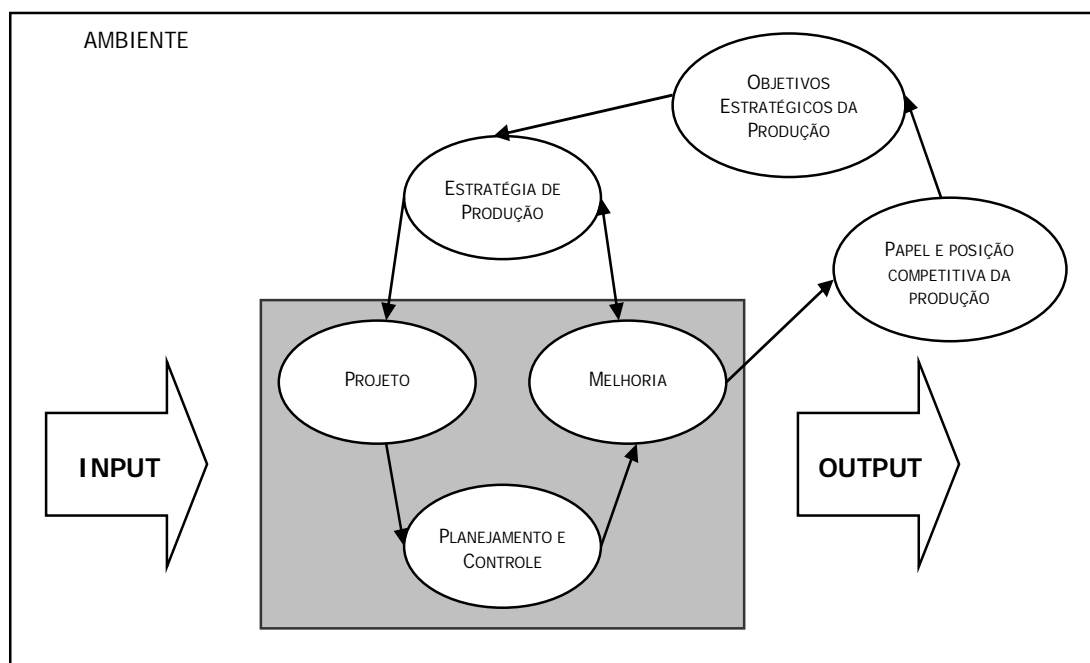 AMBIENTE
OBJETIVOS
ESTRATÉGICOS DA
PRODUÇÃO
ESTRATÉGIA DE
PRODUÇÃO
PAPEL E POSIÇÃO
COMPETITIVA DA
PRODUÇÃO
PROJETO
MELHORIA
INPUT
OUTPUT
PLANEJAMENTO E
CONTROLE